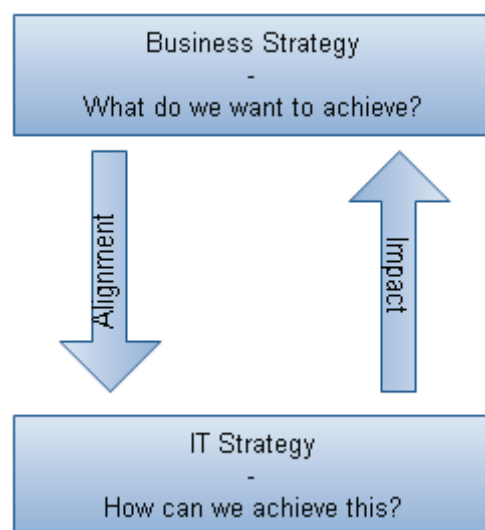 Business Strategy
-
What do we want to achieve?
Alignment
Impact
IT Strategy
-
How can we achieve this?